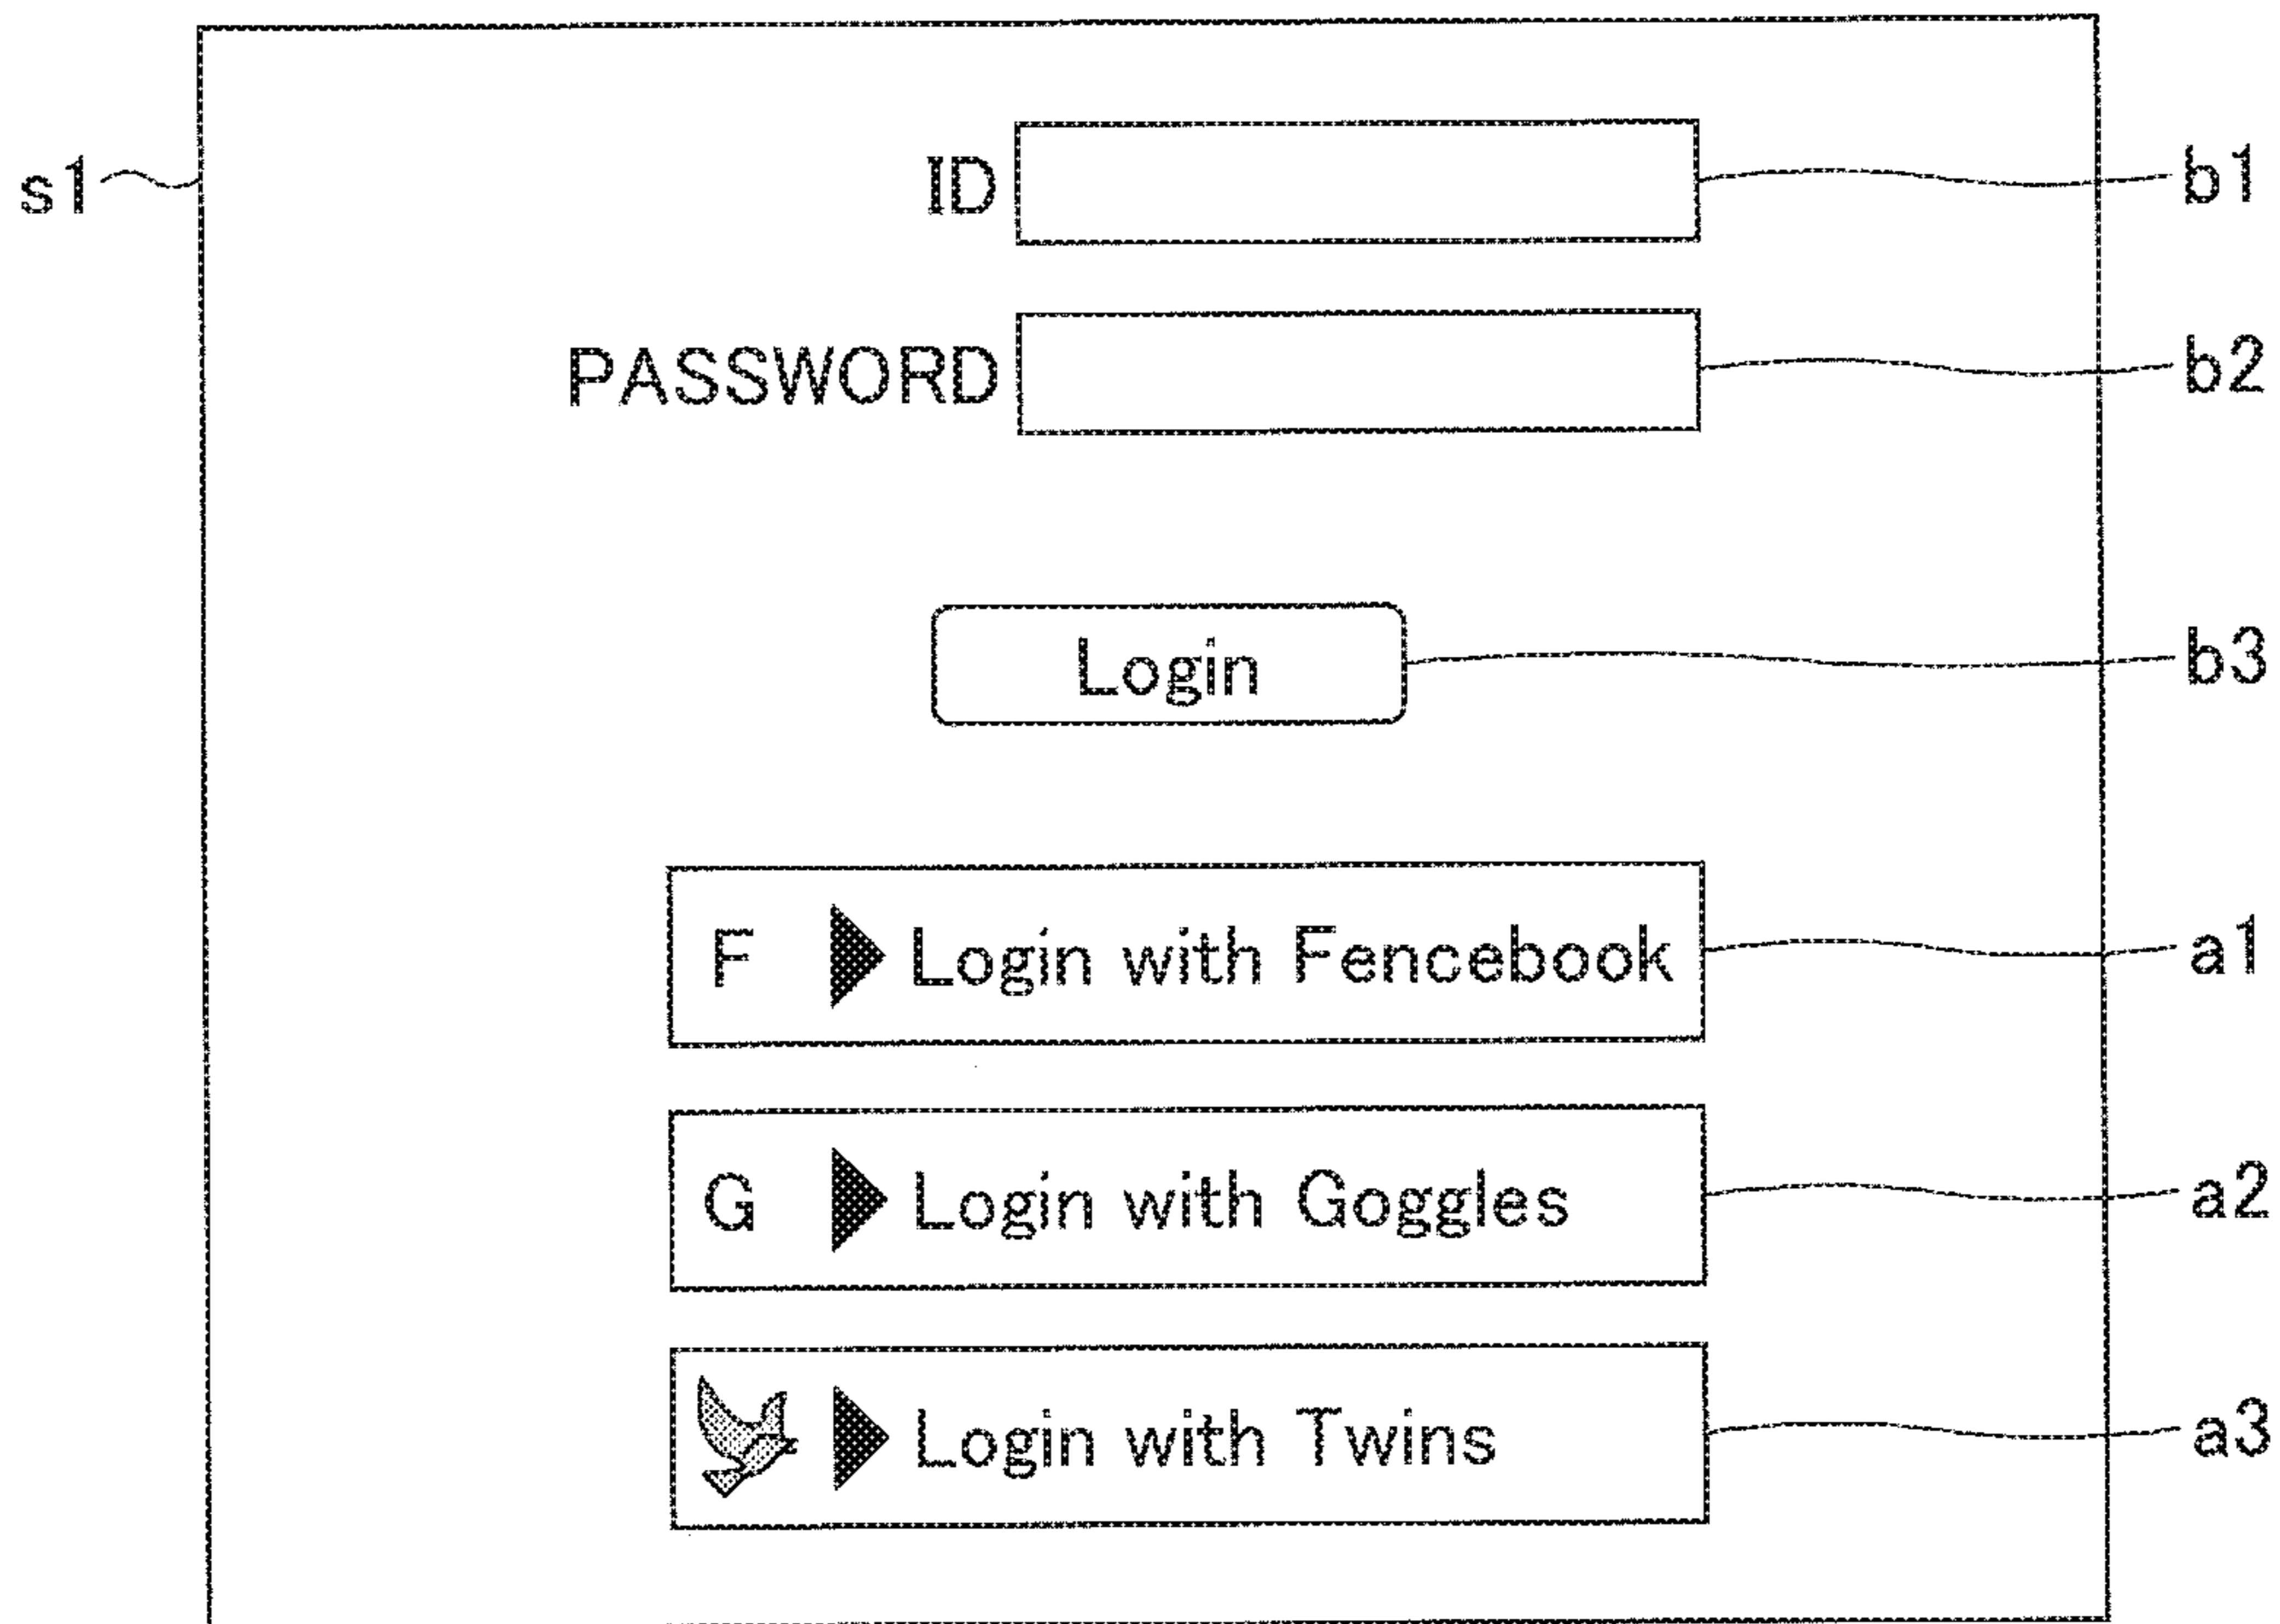 s1
ID b1
PASSWORD b2
Login b3
F Login with Fencebook a1
G Login with Goggles a2
Login with Twins a3